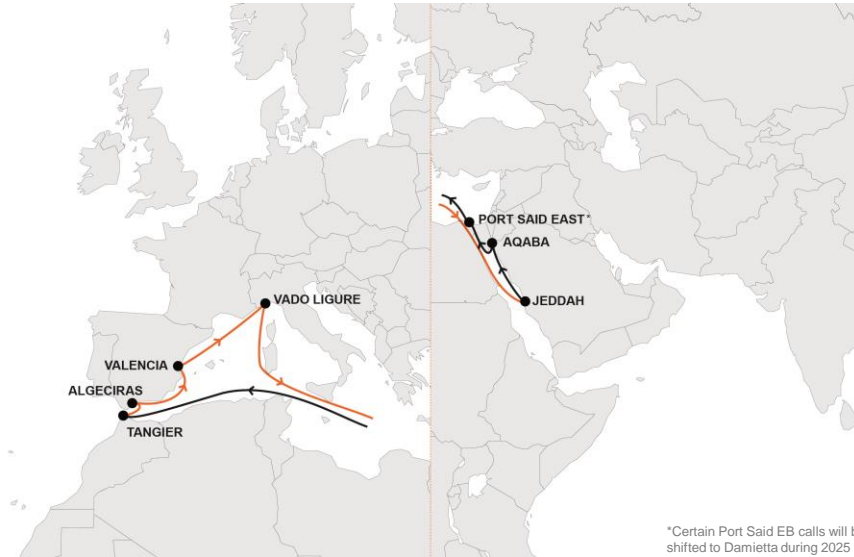 PORT SAID EAST*
AQABA
JEDDAH
VADO LIGURE
VALENCIA
ALGECIRAS
TANGIER
*Certain Port Said EB calls will
shifted to Damietta during 2025